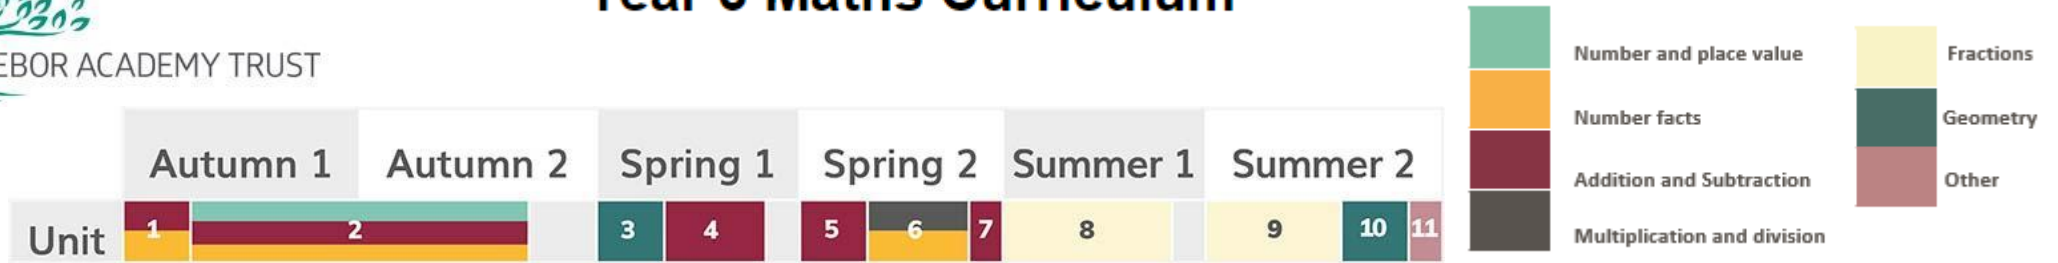 Maths Curriculum
ACADEMY TRUST
Autumn 1 Autumn 2 Spring 1 Spring 2 Summer 1 Summer 2
Unit 1 2 3 4 5 6 7 8 9 10 11
Number and place value
Number facts
Addition and Subtraction
Multiplication and division
Fractions
Geometry
Other